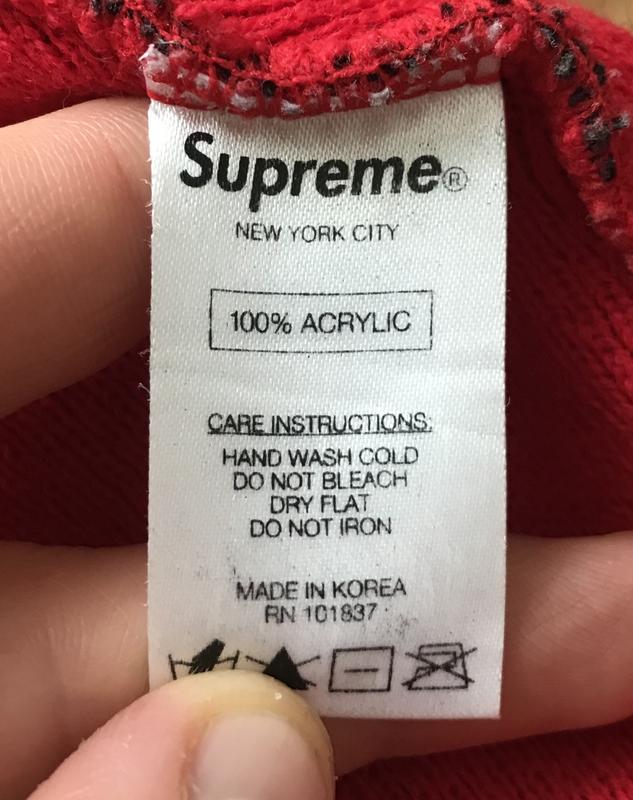 Supreme®
NEW YORK CITY
100% ACRYLIC
CARE INSTRUCTIONS:
HAND WASH COLD
DO NOT BLEACH
DRY FLAT
DO NOT IRON
MADE IN KOREA
RN 101837